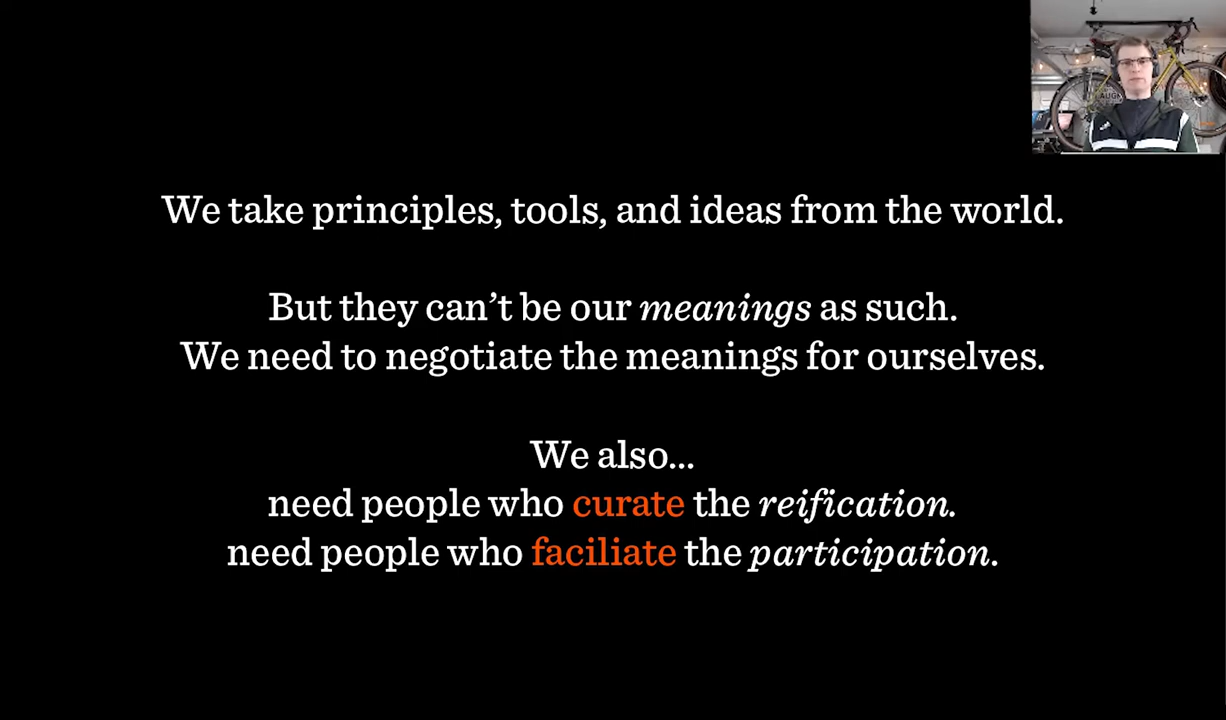 We take principles, tools, and ideas from the world.
But they can’t be our meanings as such.
We need to negotiate the meanings for ourselves.
We also...
need people who curate the reification.
need people who faciliate the participation.